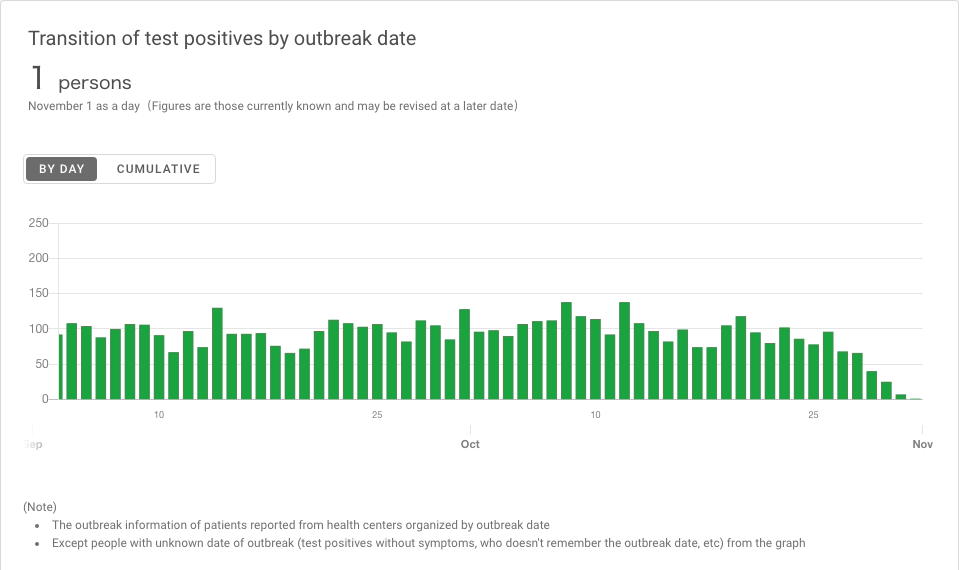 Transition of test positives by outbreak date
1 persons
November 1 as a day（Figures are those currently known and may be revised at a later date）
BY DAY CUMULATIVE
250
200
150
100
50
0
10 25 10 25
Sep Oct Nov
(Note)
• The outbreak information of patients reported from health centers organized by outbreak date
• Except people with unknown date of outbreak (test positives without symptoms, who doesn't remember the outbreak date, etc) from the graph